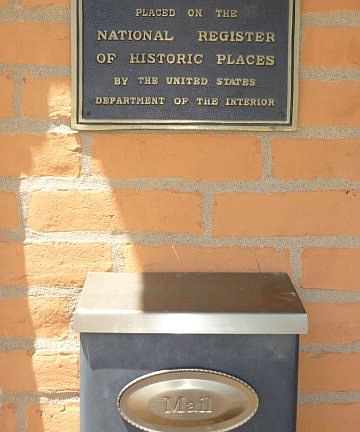 PLACED ON THE
NATIONAL REGISTER
OF HISTORIC PLACES
BY THE UNITED STATES
DEPARTMENT OF THE INTERIOR
Mail